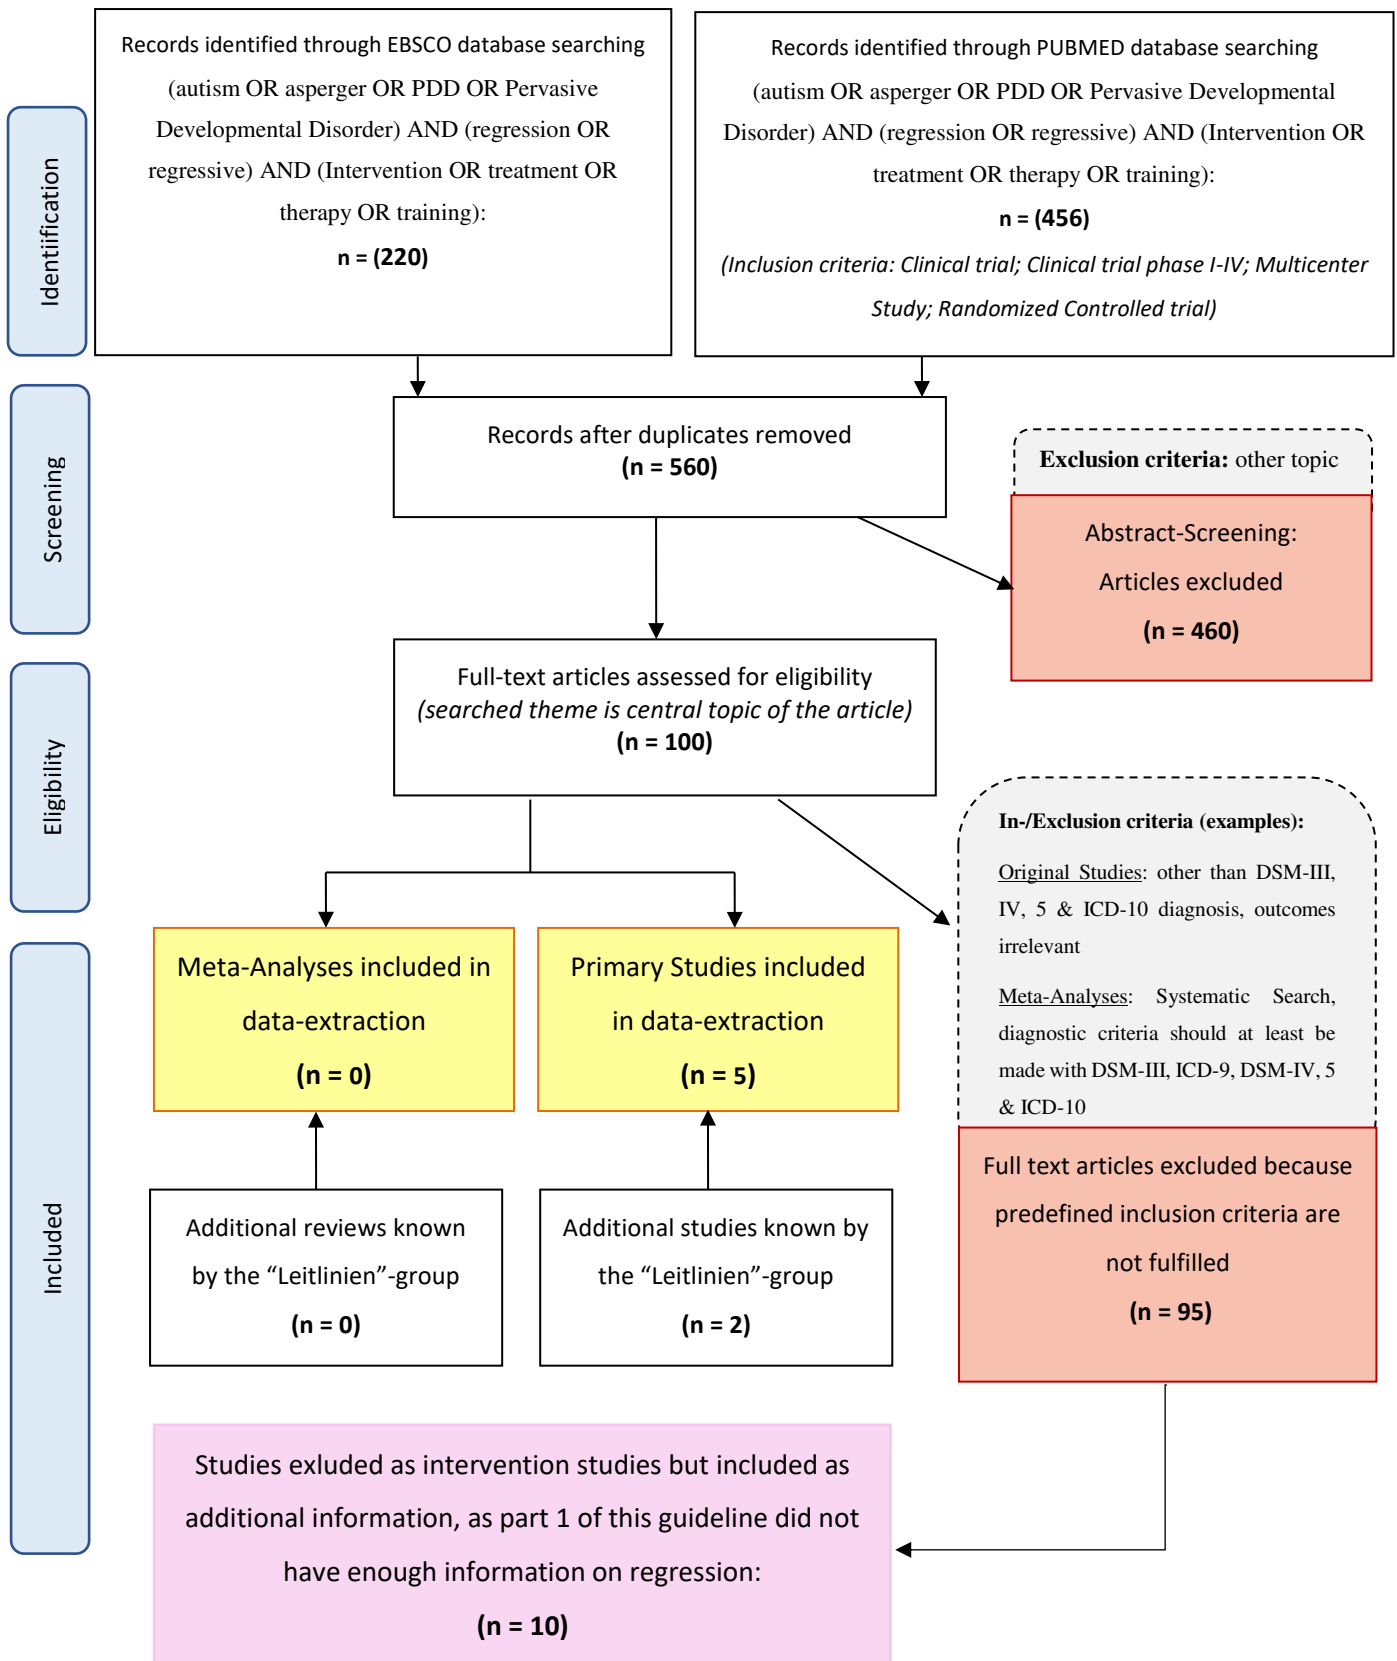 Identiification
Records identified through EBSCO database searching
(autism OR asperger OR PDD OR Pervasive
Developmental Disorder) AND (regression OR
regressive) AND (Intervention OR treatment OR
therapy OR training):
n = (220)
Records identified through PUBMED database searching
(autism OR asperger OR PDD OR Pervasive Developmental
Disorder) AND (regression OR regressive) AND (Intervention OR
treatment OR therapy OR training):
n = (456)
(Inclusion criteria: Clinical trial; Clinical trial phase I-IV; Multicenter
Study; Randomized Controlled trial)
Screening
Records after duplicates removed
(n = 560)
Exclusion criteria: other topic
Abstract-Screening:
Articles excluded
(n = 460)
Eligibility
Full-text articles assessed for eligibility
(searched theme is central topic of the article)
(n = 100)
In-/Exclusion criteria (examples):
Original Studies: other than DSM-III,
IV, 5 & ICD-10 diagnosis, outcomes
irrelevant
Meta-Analyses: Systematic Search,
diagnostic criteria should at least be
made with DSM-III, ICD-9, DSM-IV, 5
& ICD-10
Full text articles excluded because
predefined inclusion criteria are
not fulfilled
(n = 95)
Included
Meta-Analyses included in
data-extraction
(n = 0)
Primary Studies included
in data-extraction
(n = 5)
Additional reviews known
by the “Leitlinien”-group
(n = 0)
Additional studies known by
the “Leitlinien”-group
(n = 2)
Studies exluded as intervention studies but included as
additional information, as part 1 of this guideline did not
have enough information on regression:
(n = 10)